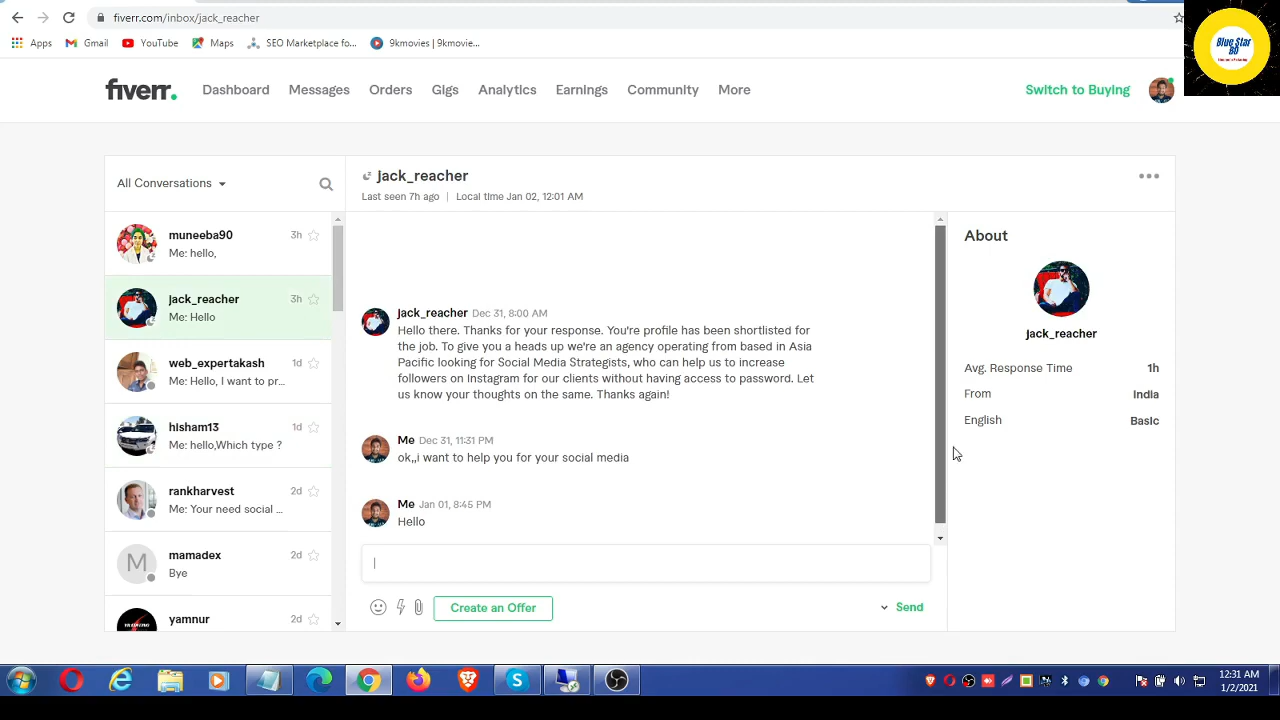 fiverr.com/inbox/jack_reacher
Apps Gmail YouTube Maps SEO Marketplace fo... 9kmovies | 9kmovie...
Blue Star
BD
fiverr. Dashboard Messages Orders Gigs Analytics Earnings Community More Switch to Buying
All Conversations
jack_reacher
Last seen 7h ago | Local time Jan 02, 12:01 AM
muneeba90 3h
Me: hello,
jack_reacher 3h
Me: Hello
web_expertakash 1d
Me: Hello, I want to pr...
hisham13 1d
Me: hello,Which type ?
rankharvest 2d
Me: Your need social ...
M
mamadex 2d
Bye
yamnur 2d
jack_reacher Dec 31, 8:00 AM
Hello there. Thanks for your response. You're profile has been shortlisted for
the job. To give you a heads up we're an agency operating from based in Asia
Pacific looking for Social Media Strategists, who can help us to increase
followers on Instagram for our clients without having access to password. Let
us know your thoughts on the same. Thanks again!
Me Dec 31, 11:31 PM
ok,,i want to help you for your social media
Me Jan 01, 8:45 PM
Hello
Create an Offer
Send
About
jack_reacher
Avg. Response Time 1h
From India
English Basic
12:31 AM
1/2/2021